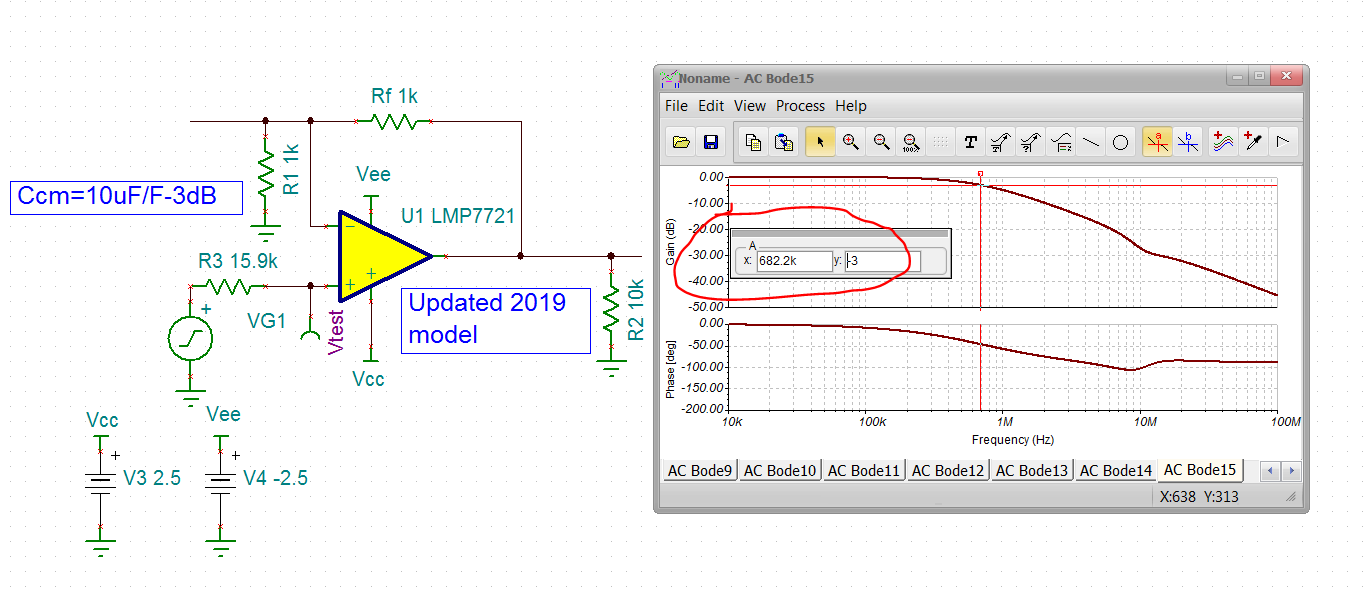 Rf 1k
R1 1k
Ccm=10uF/F-3dB
Vee
U1 LMP7721
R3 15.9k
+
VG1
Vtest
Updated 2019
model
R2 10k
Vcc
Vcc
+
V3 2.5
Vee
+
V4 -2.5
Noname - AC Bode15
File Edit View Process Help
T
100%
a
b
Gain (dB)
0.00
-10.00
-20.00
-30.00
-40.00
-50.00
A
x: 682.2k y: -3
Phase [deg]
0.00
-50.00
-100.00
-150.00
-200.00
10k 100k 1M 10M 100M
Frequency (Hz)
AC Bode9 AC Bode10 AC Bode11 AC Bode12 AC Bode13 AC Bode14 AC Bode15
X:638 Y:313